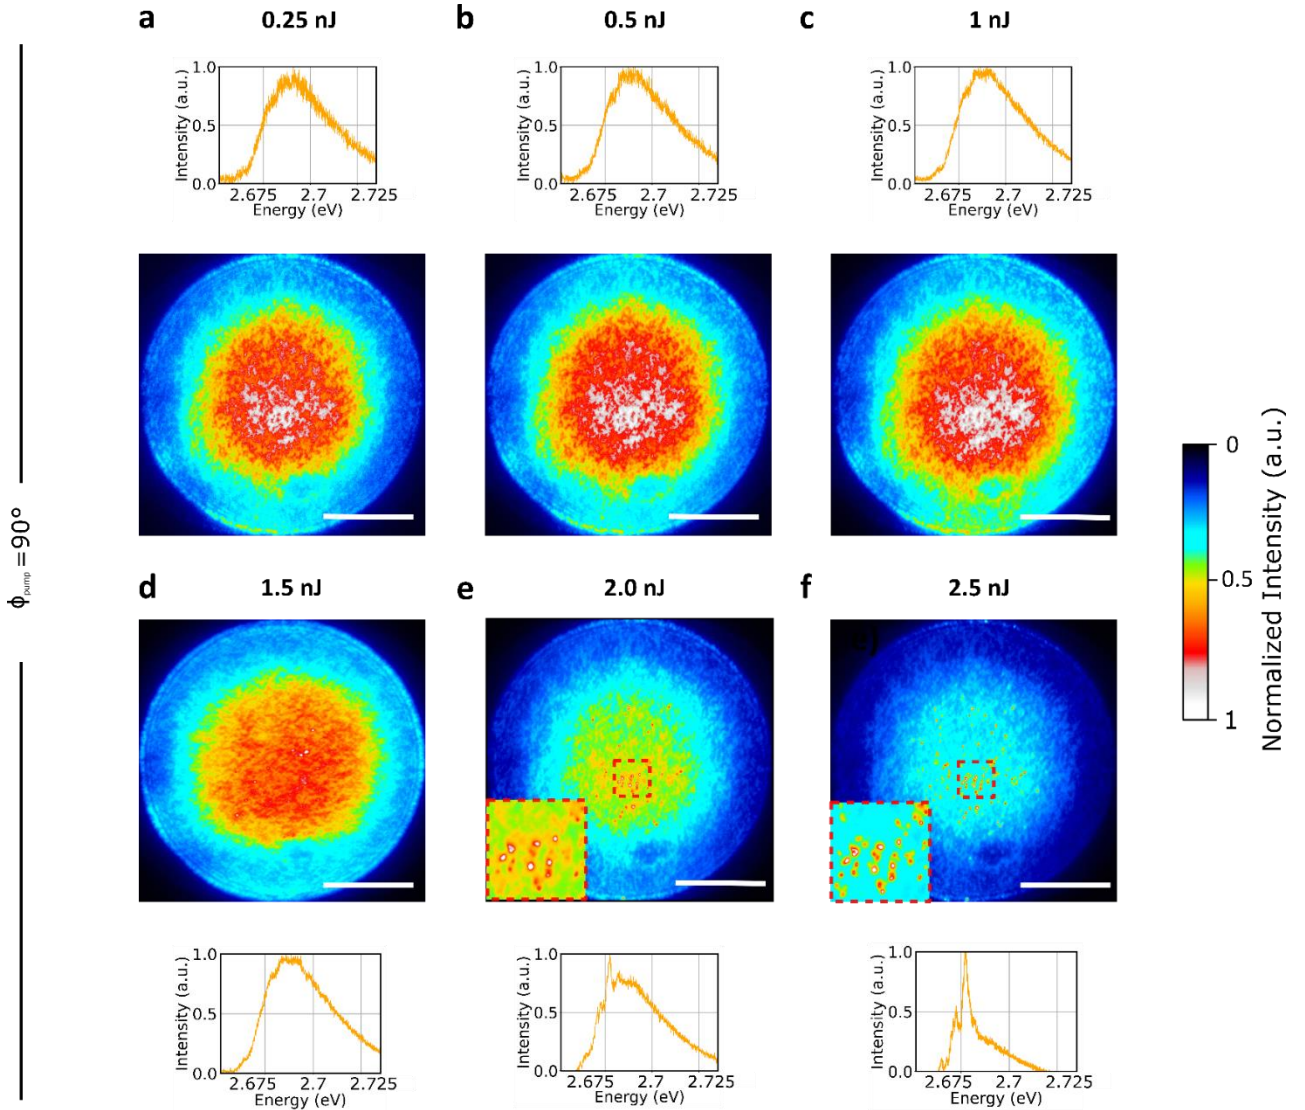 a 0.25 nJ
b 0.5 nJ
c 1 nJ
1.0
0.5
0.0
Intensity (a.u.)
2.675 2.7 2.725
Energy (eV)
1.0
0.5
0.0
Intensity (a.u.)
2.675 2.7 2.725
Energy (eV)
1.0
0.5
0.0
Intensity (a.u.)
2.675 2.7 2.725
Energy (eV)
ϕpump = 90°
0
0.5
1
Normalized Intensity (a.u.)
d 1.5 nJ
e 2.0 nJ
f 2.5 nJ
1.0
0.5
0.0
Intensity (a.u.)
2.675 2.7 2.725
Energy (eV)
1.0
0.5
0.0
Intensity (a.u.)
2.675 2.7 2.725
Energy (eV)
1.0
0.5
0.0
Intensity (a.u.)
2.675 2.7 2.725
Energy (eV)